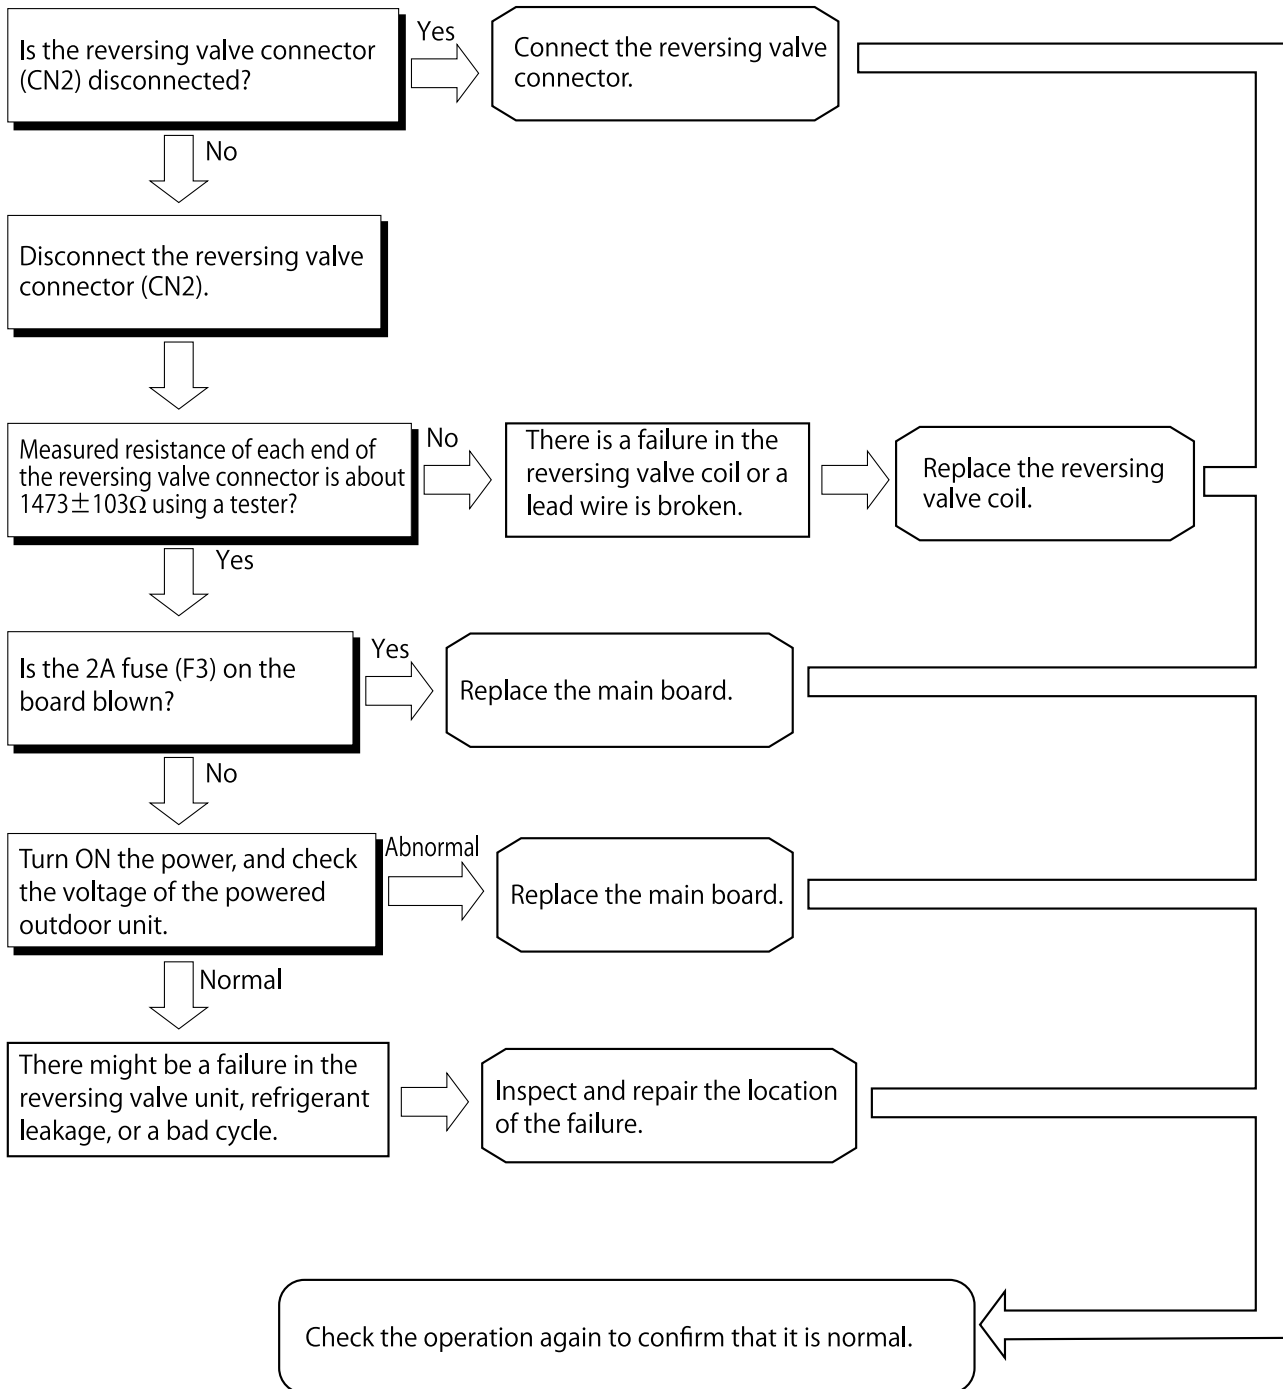 Is the reversing valve connector
(CN2) disconnected?
Yes
Connect the reversing valve
connector.
No
Disconnect the reversing valve
connector (CN2).
Measured resistance of each end of
the reversing valve connector is about
1473±103Ω using a tester?
No
There is a failure in the
reversing valve coil or a
lead wire is broken.
Replace the reversing
valve coil.
Yes
Is the 2A fuse (F3) on the
board blown?
Yes
Replace the main board.
No
Turn ON the power, and check
the voltage of the powered
outdoor unit.
Abnormal
Replace the main board.
Normal
There might be a failure in the
reversing valve unit, refrigerant
leakage, or a bad cycle.
Inspect and repair the location
of the failure.
Check the operation again to confirm that it is normal.